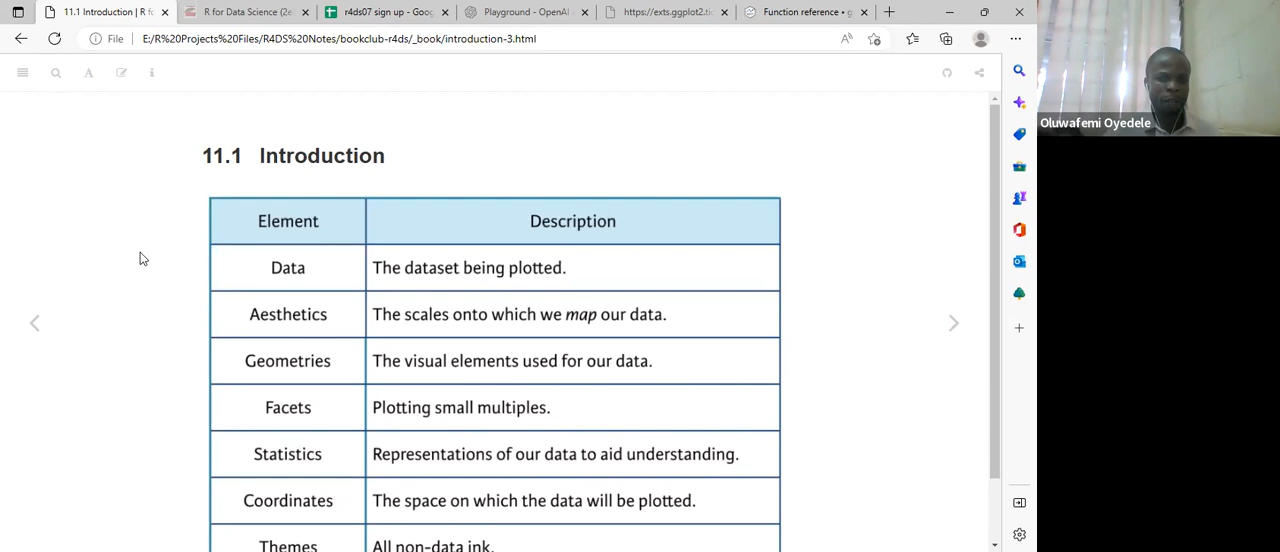 11.1 Introduction | R fo
R for Data Science (2e
r4ds07 sign up - Goo
Playground - OpenAI
https://exts.ggplot2.tic
Function reference • g
File
E:/R%20Projects%20Files/R4DS%20Notes/bookclub-r4ds/_book/introduction-3.html
Oluwafemi Oyedele
11.1 Introduction
Element Description
Data The dataset being plotted.
Aesthetics The scales onto which we map our data.
Geometries The visual elements used for our data.
Facets Plotting small multiples.
Statistics Representations of our data to aid understanding.
Coordinates The space on which the data will be plotted.
Themes All non-data ink.